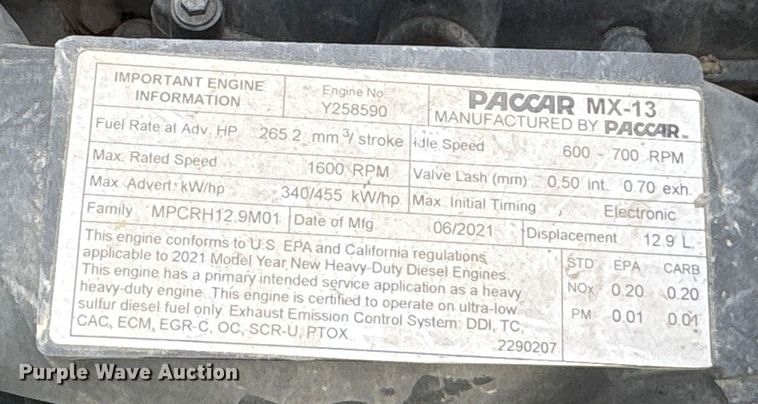 IMPORTANT ENGINE INFORMATION
Engine No.
Y258590
PACCAR MX-13
MANUFACTURED BY PACCAR INC
Fuel Rate at Adv. HP 265.2 mm³/ stroke
Idle Speed 600 - 700 RPM
Max. Rated Speed 1600 RPM
Valve Lash (mm) 0.50 int. 0.70 exh.
Max. Advert kW/hp 340/455 kW/hp
Max. Initial Timing Electronic
Family MPCRH12.9M01
Date of Mfg. 06/2021
Displacement 12.9 L
This engine conforms to U.S. EPA and California regulations
applicable to 2021 Model Year New Heavy-Duty Diesel Engines.
This engine has a primary intended service application as a heavy
heavy-duty engine. This engine is certified to operate on ultra-low
sulfur diesel fuel only. Exhaust Emission Control System: DDI, TC,
CAC, ECM, EGR-C, OC, SCR-U, PTOX
2290207
STD EPA CARB
NOx 0.20 0.20
PM 0.01 0.01
Purple Wave Auction